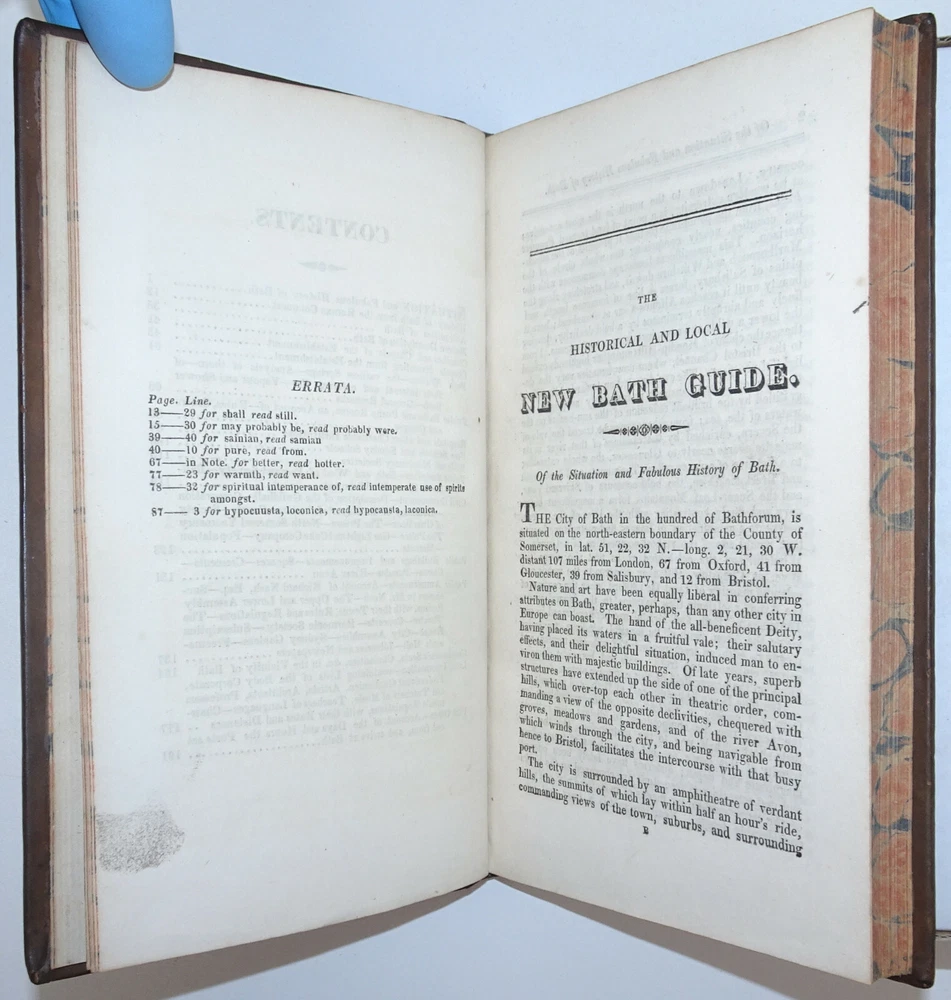 ERRATA.
Page. Line.
13——29 for shall read still.
15——30 for may probably be, read probably were.
39——40 for sainian, read samian
40——10 for pure, read from.
67——in Note. for better, read hotter.
77——23 for warmth, read want.
78——32 for spiritual intemperance of, read intemperate use of spirits
amongst.
87—— 3 for hypocnusta, loconica, read hypocausta, laconica.
THE
HISTORICAL AND LOCAL
NEW BATH GUIDE.
Of the Situation and Fabulous History of Bath.
THE City of Bath in the hundred of Bathforum, is
situated on the north-eastern boundary of the County of
Somerset, in lat. 51, 22, 32 N.—long. 2, 21, 30 W.
distant 107 miles from London, 67 from Oxford, 41 from
Gloucester, 39 from Salisbury, and 12 from Bristol.
Nature and art have been equally liberal in conferring
attributes on Bath, greater, perhaps, than any other city in
Europe can boast. The hand of the all-beneficent Deity,
having placed its waters in a fruitful vale; their salutary
effects, and their delightful situation, induced man to en-
viron them with majestic buildings. Of late years, superb
structures have extended up the side of one of the principal
hills, which over-top each other in theatric order, com-
manding a view of the opposite declivities, chequered with
groves, meadows and gardens, and of the river Avon,
which winds through the city, and being navigable from
hence to Bristol, facilitates the intercourse with that busy
port.
The city is surrounded by an amphitheatre of verdant
hills, the summits of which lay within half an hour's ride,
commanding views of the town, suburbs, and surrounding
B